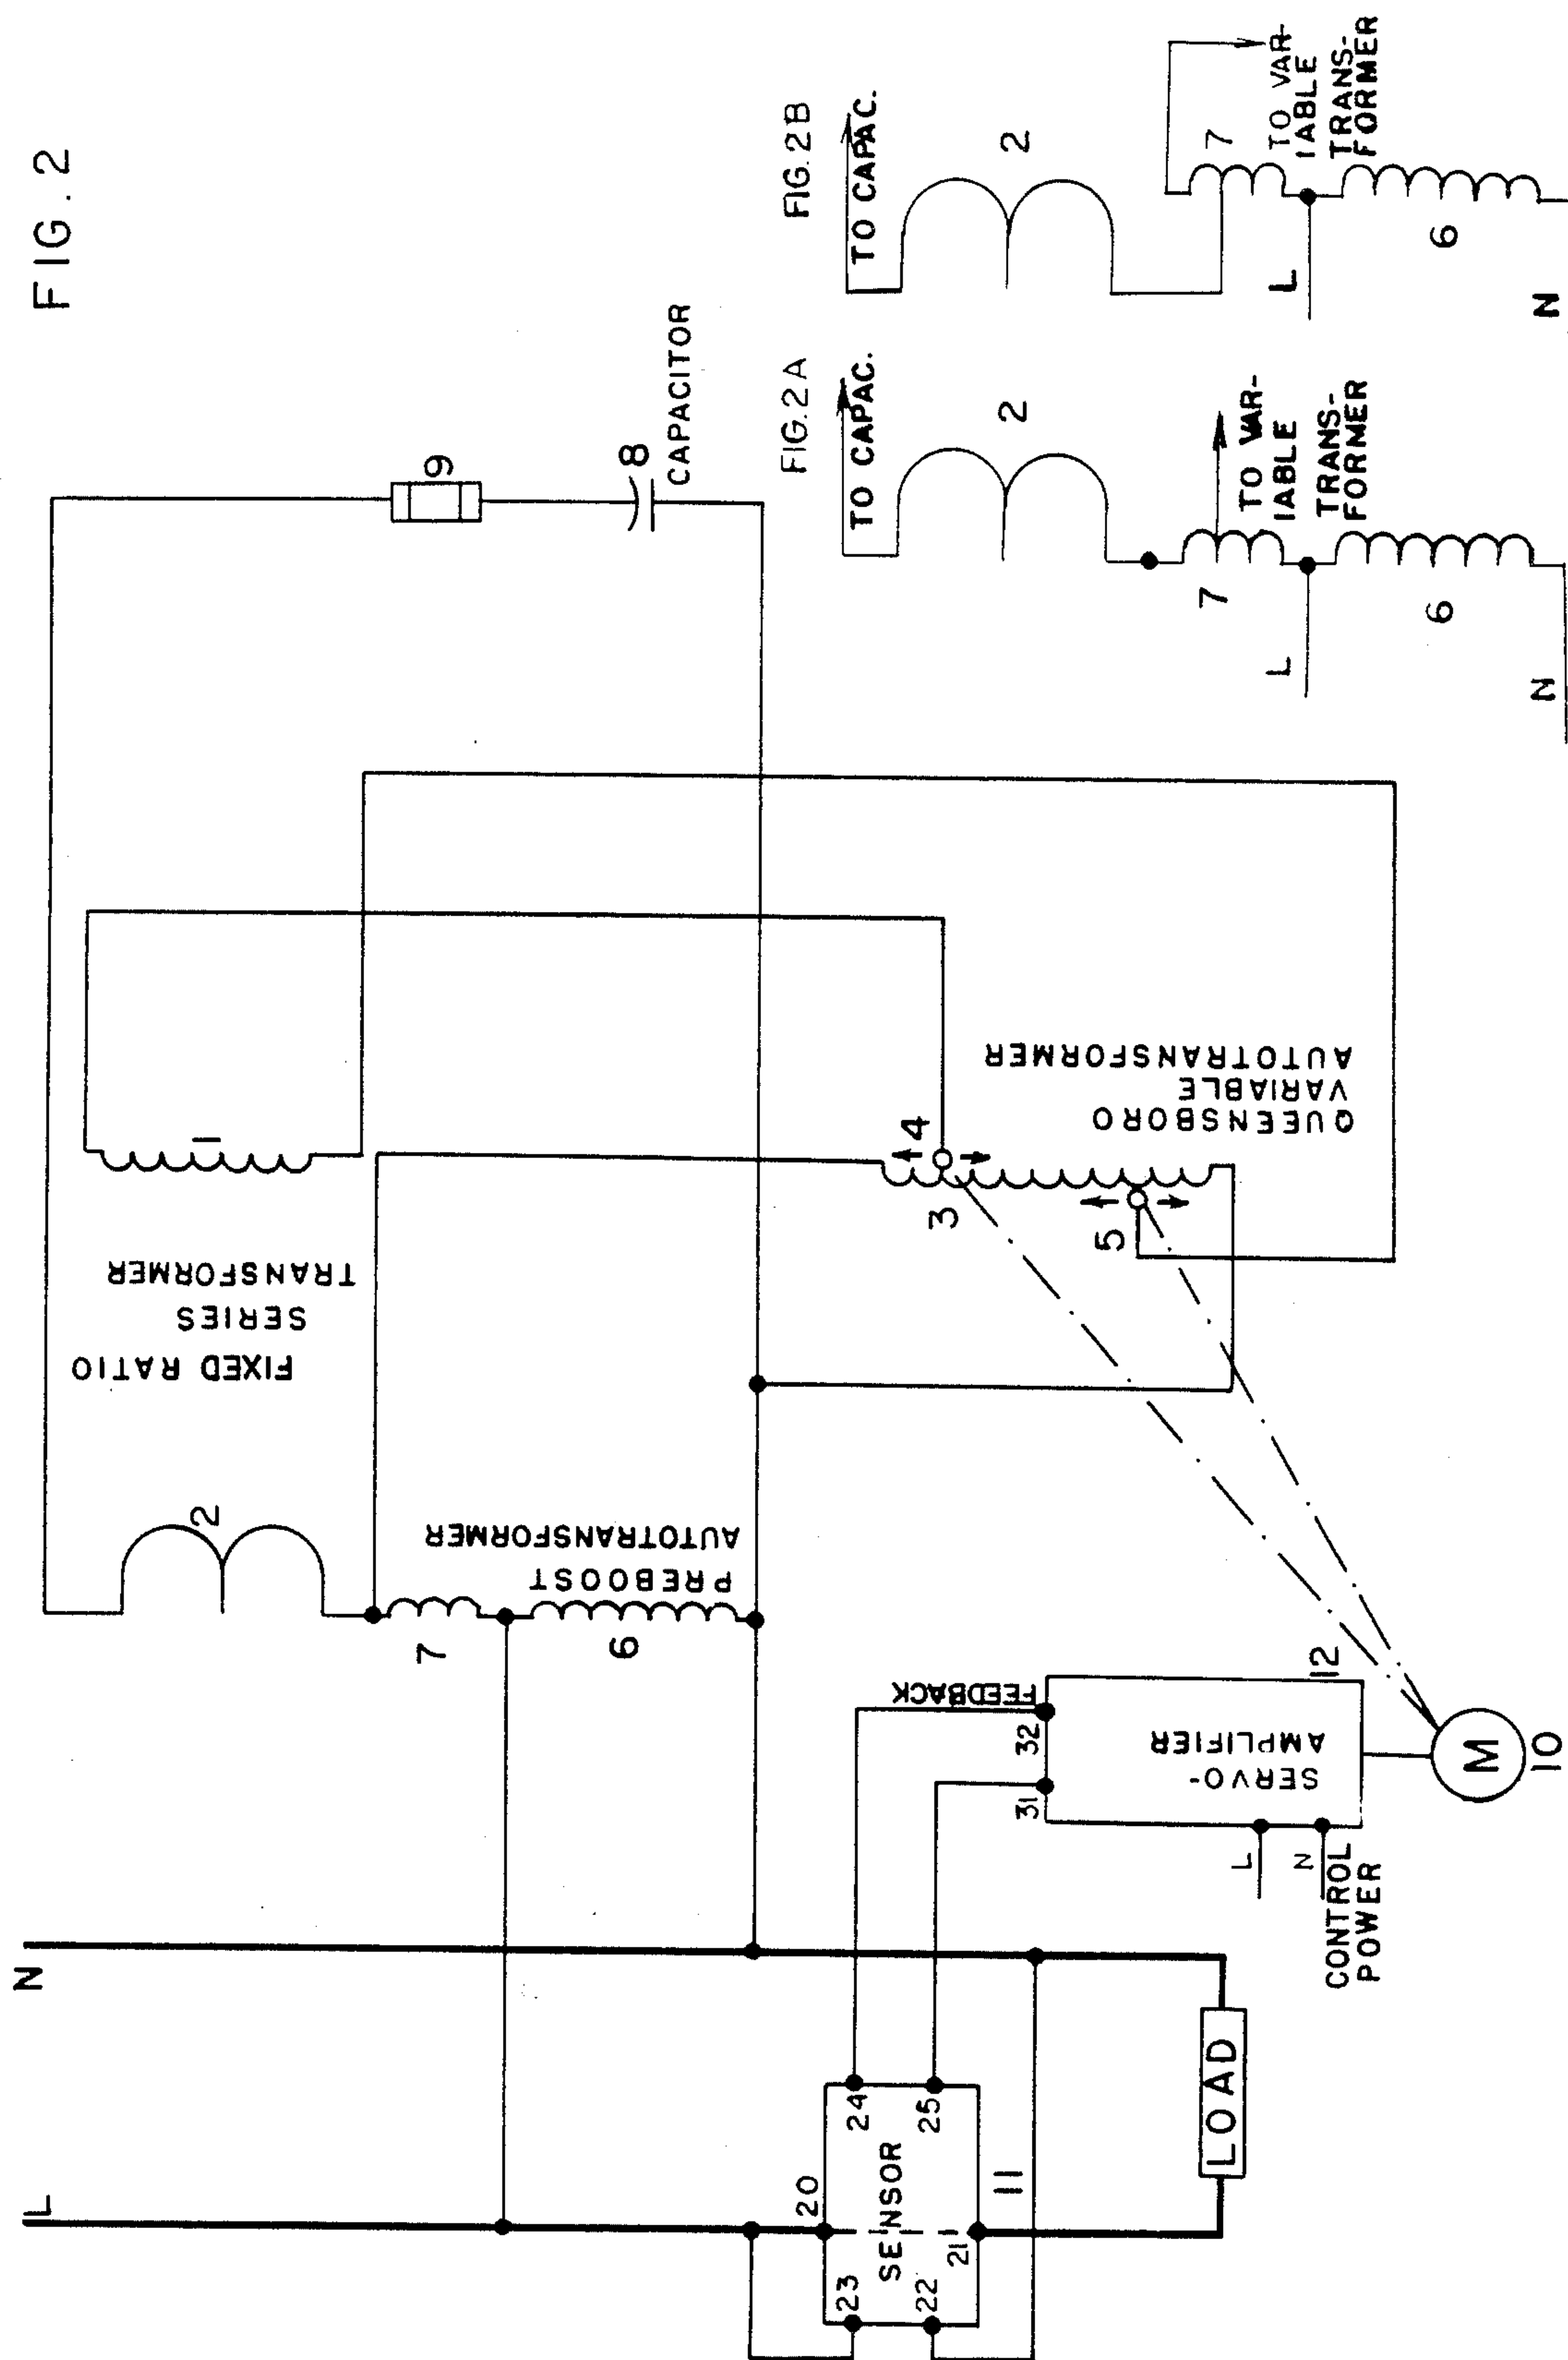 FIG. 2
N
L
2
FIXED RATIO
SERIES
TRANSFORMER
1
9
8
CAPACITOR
7
6
PREBOOST
AUTOTRANSFORMER
3
4
5
QUEENSBORO
VARIABLE
AUTOTRANSFORMER
20
23
24
SENSOR
22
25
21
11
LOAD
FEEDBACK
31
32
12
SERVO-
AMPLIFIER
L
N
CONTROL
POWER
M
10
FIG. 2A
TO CAPAC.
2
7
TO VAR-
IABLE
TRANS-
FORMER
L
6
N
FIG. 2B
TO CAPAC.
2
7
TO VAR-
IABLE
TRANS-
FORMER
L
6
N